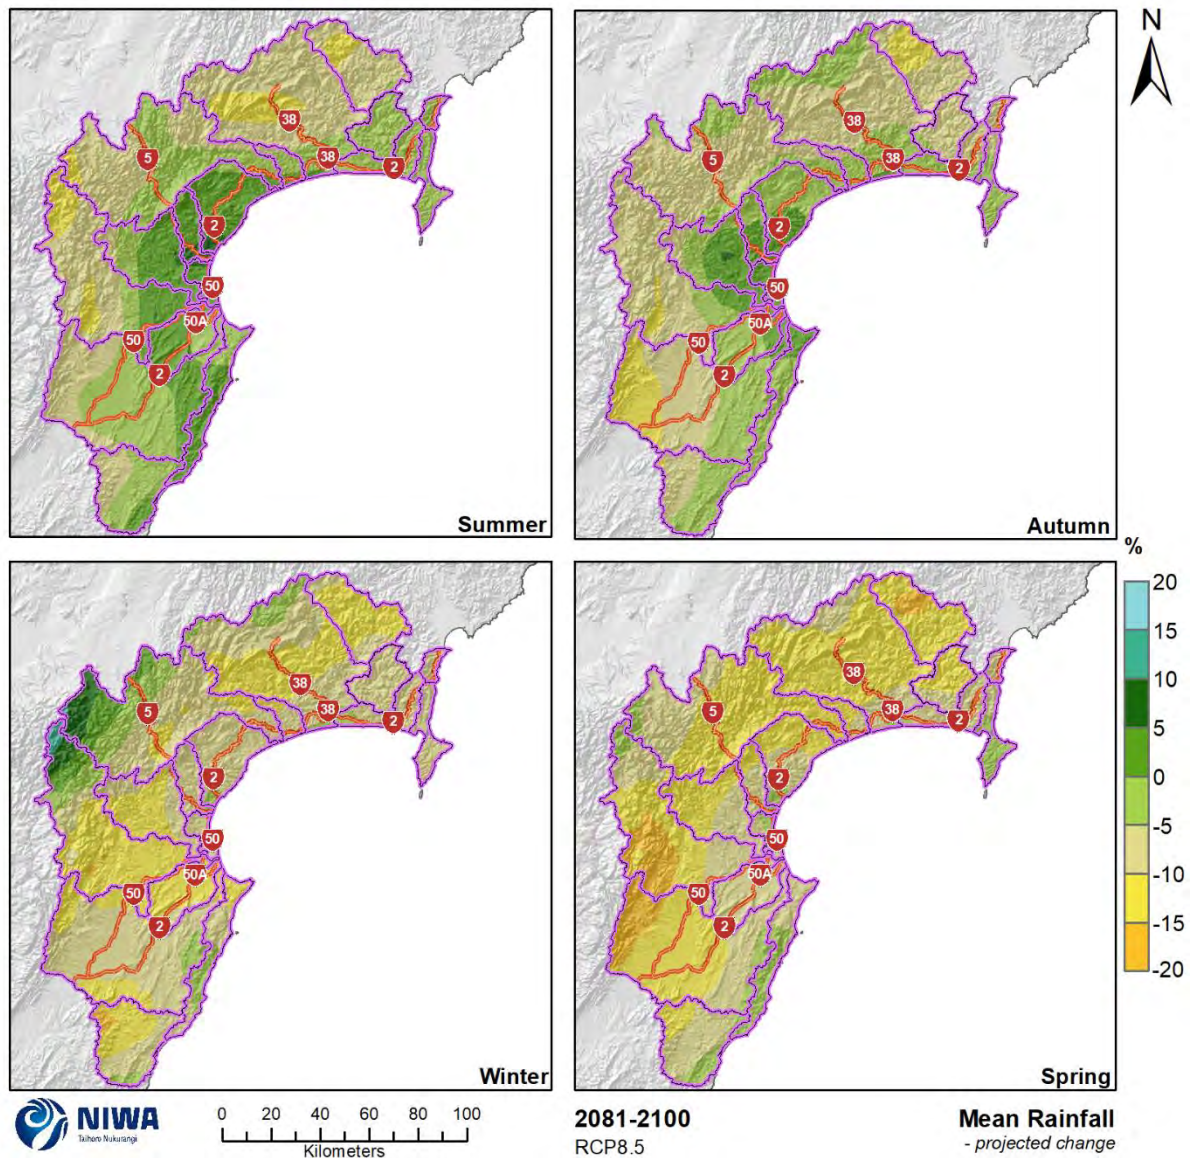 N
38
5
38
2
2
50
50A
50
2
Summer
38
5
38
2
2
50
50A
50
2
Autumn
%
20
15
10
5
0
-5
-10
-15
-20
38
5
38
2
2
50
50A
50
2
Winter
38
5
38
2
2
50
50A
50
2
Spring
NIWA
Taihoro Nukurangi
0 20 40 60 80 100
Kilometers
2081-2100
RCP8.5
Mean Rainfall
- projected change